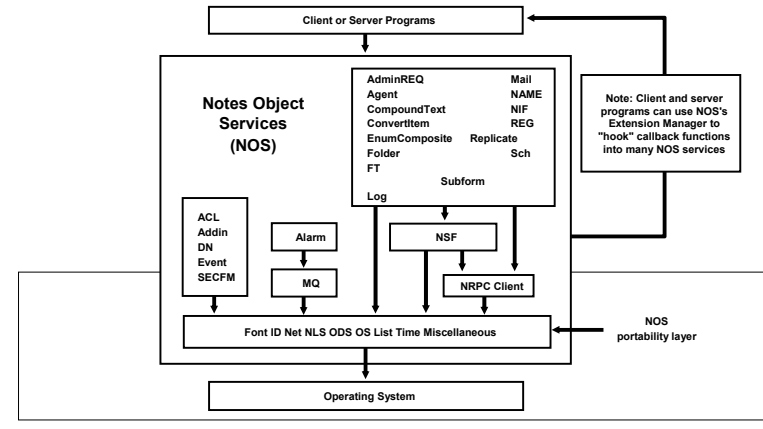 Client or Server Programs
Notes Object
Services
(NOS)
AdminREQ Mail
Agent NAME
CompoundText NIF
ConvertItem REG
EnumComposite Replicate
Folder Sch
FT
Subform
Log
Note: Client and server
programs can use NOS's
Extension Manager to
"hook" callback functions
into many NOS services
ACL
Addin
DN
Event
SECFM
Alarm
NSF
MQ
NRPC Client
Font ID Net NLS ODS OS List Time Miscellaneous
NOS
portability layer
Operating System